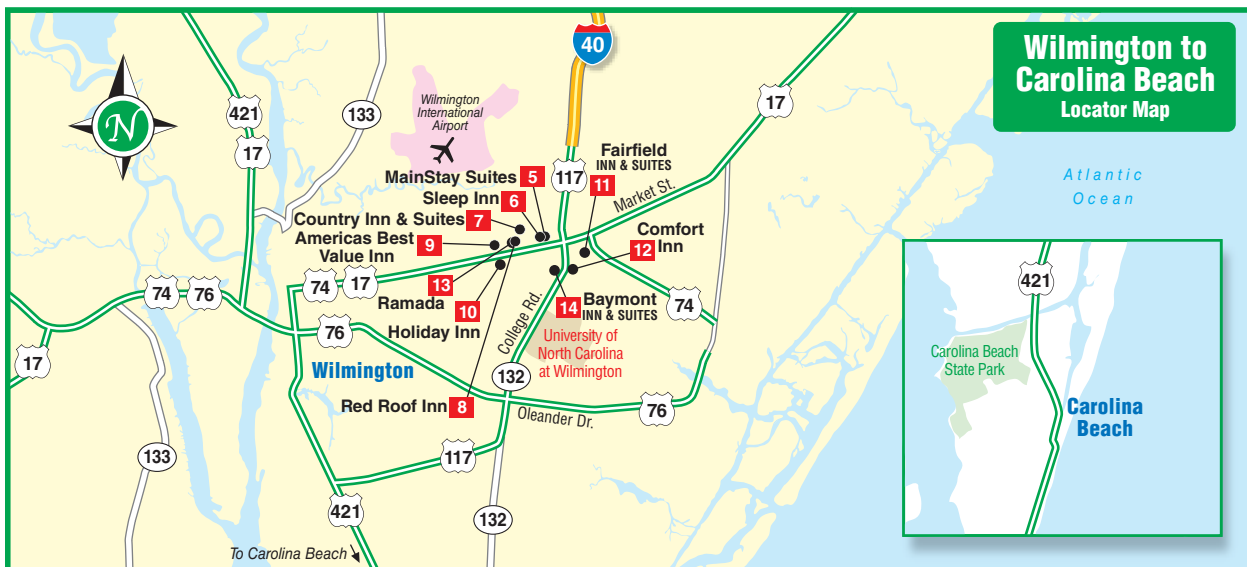 Wilmington to
Carolina Beach
Locator Map
N
40
421
17
133
Wilmington
International
Airport
17
117
Fairfield
INN & SUITES
11
MainStay Suites 5
Sleep Inn 6
Country Inn & Suites 7
Americas Best
Value Inn
9
Market St.
Comfort
Inn
12
13
Ramada
10
Holiday Inn
14
Baymont
INN & SUITES
74
17
74
76
76
74
17
College Rd.
University of
North Carolina
at Wilmington
Wilmington
132
Red Roof Inn 8
Oleander Dr.
76
117
133
421
132
To Carolina Beach
Atlantic
Ocean
421
Carolina Beach
State Park
Carolina
Beach